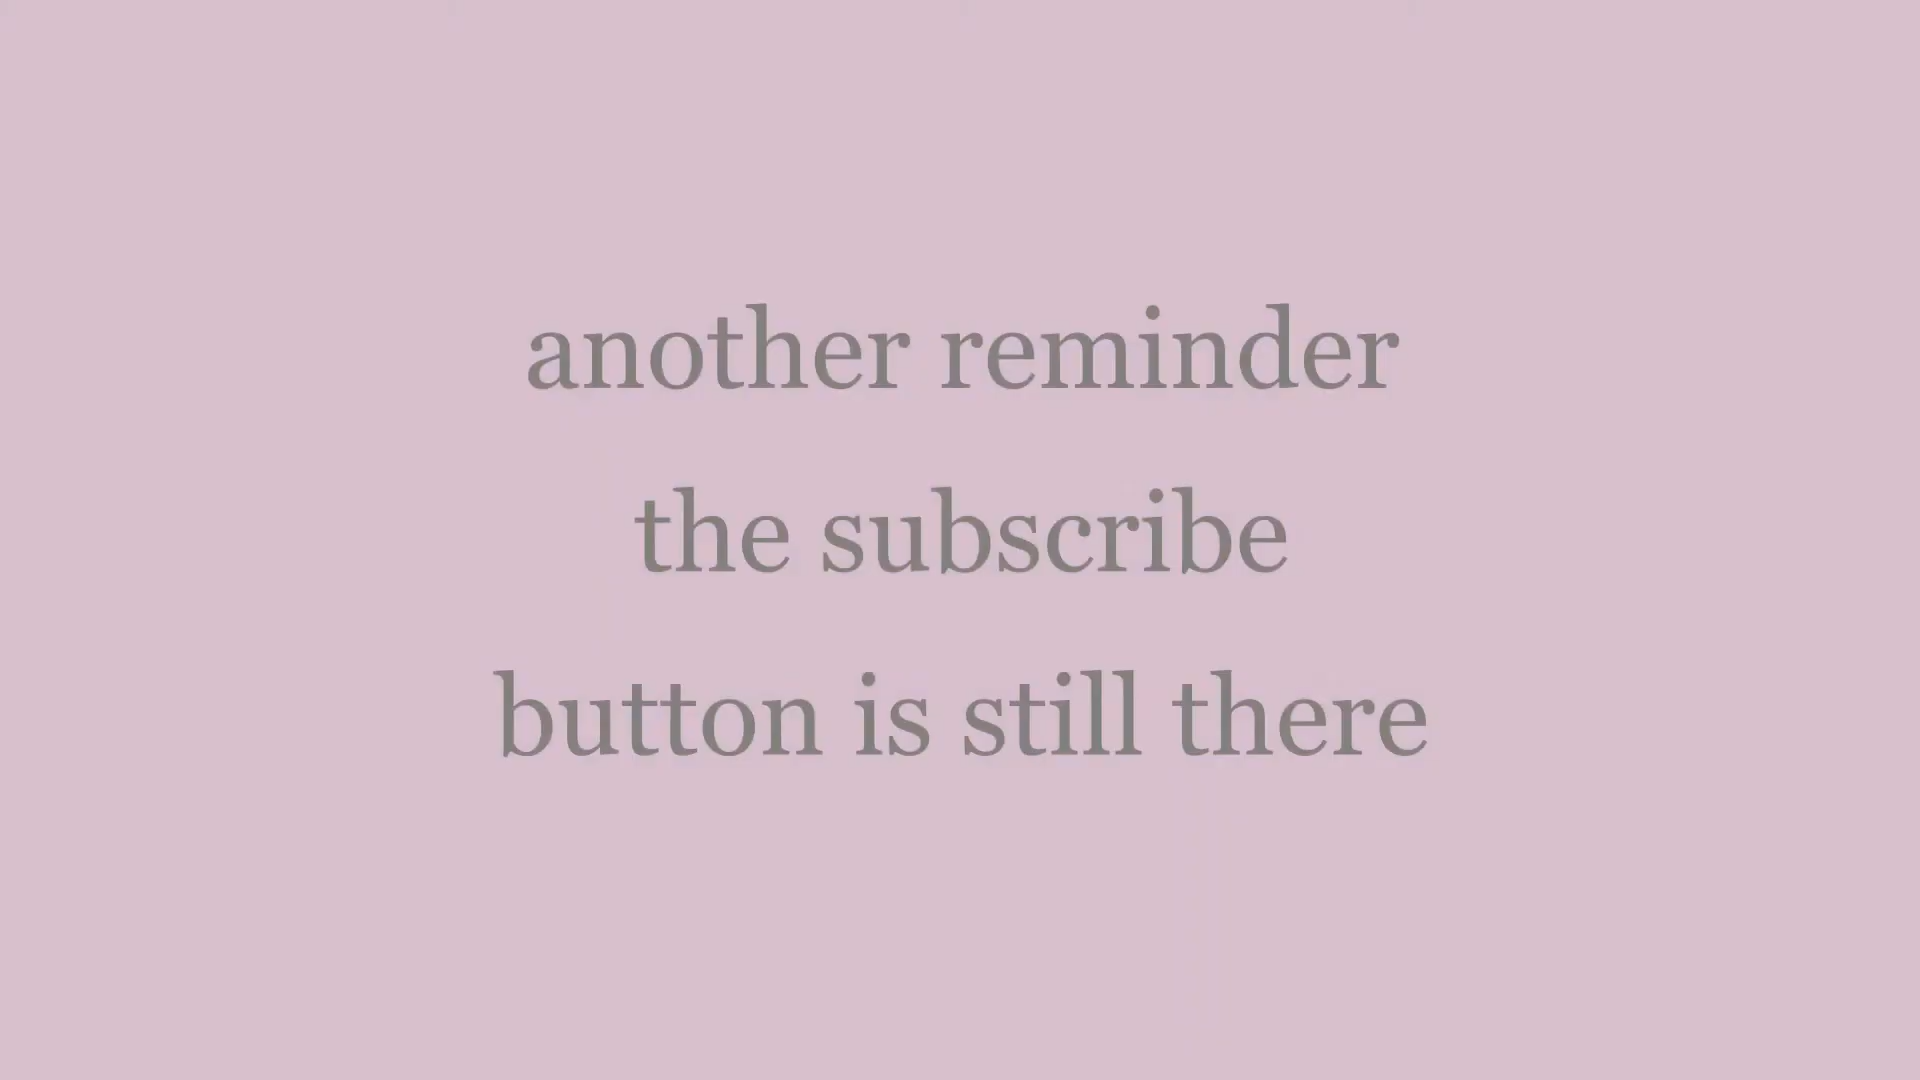 another reminder
the subscribe
button is still there